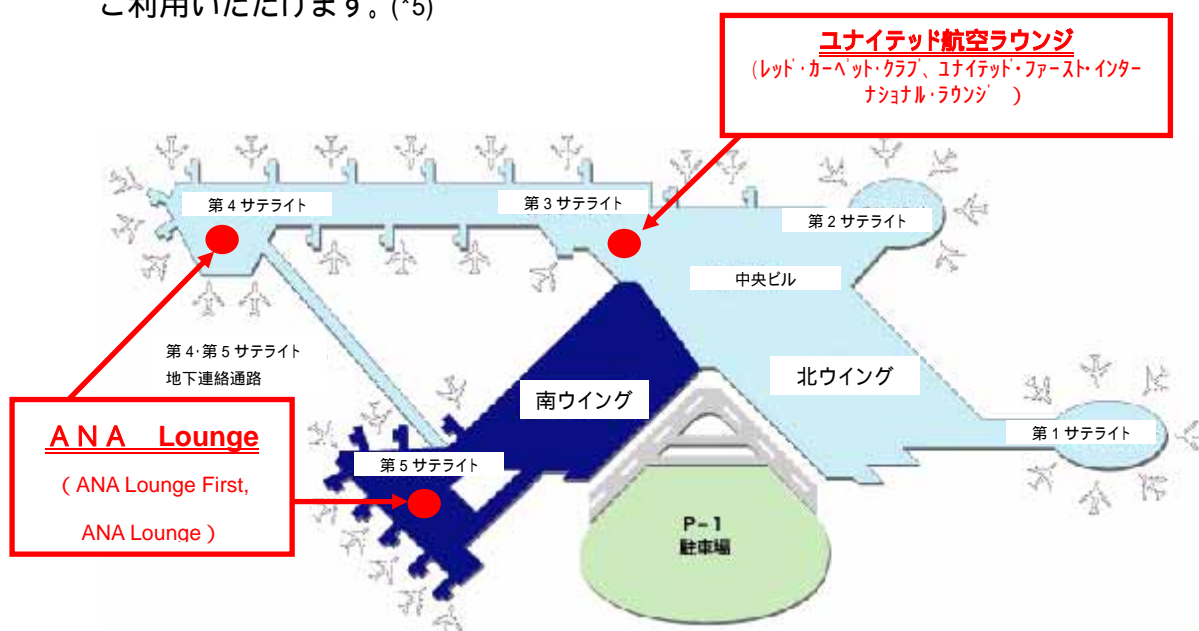 ご利用いただけます。(*5)
ユナイテッド航空ラウンジ
(レッド・カーペット・クラブ、ユナイテッド・ファースト・インター
ナショナル・ラウンジ )
第4サテライト
第3サテライト
第2サテライト
中央ビル
第4・第5サテライト
地下連絡通路
南ウイング
北ウイング
第1サテライト
ANA Lounge
(ANA Lounge First,
ANA Lounge)
第5サテライト
P-1
駐車場